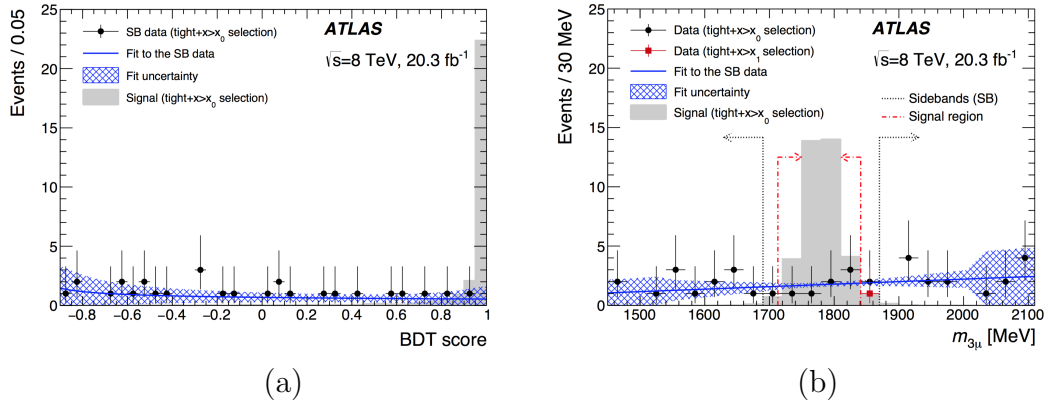 Events / 0.05
25
20
15
10
5
0
SB data (tight+x>x0 selection)
Fit to the SB data
Fit uncertainty
Signal (tight+x>x0 selection)
ATLAS
√s=8 TeV, 20.3 fb-1
−0.8 −0.6 −0.4 −0.2 0 0.2 0.4 0.6 0.8 1
BDT score
(a)
Events / 30 MeV
25
20
15
10
5
0
Data (tight+x>x0 selection)
Data (tight+x>x1 selection)
Fit to the SB data
Fit uncertainty
Signal (tight+x>x0 selection)
ATLAS
√s=8 TeV, 20.3 fb-1
Sidebands (SB)
Signal region
1500 1600 1700 1800 1900 2000 2100
m3μ [MeV]
(b)